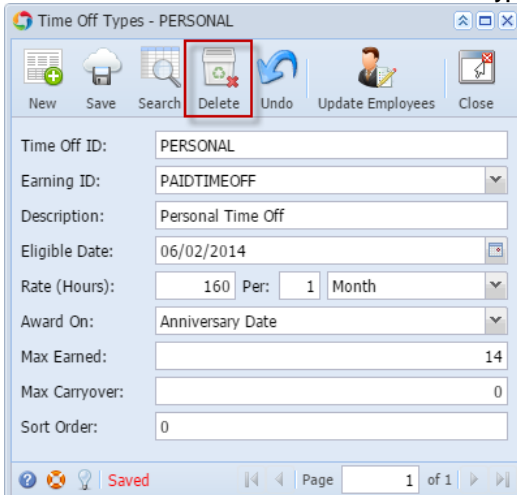 Time Off Types - PERSONAL
New Save Search Delete Undo Update Employees Close
Time Off ID: PERSONAL
Earning ID: PAIDTIMEOFF
Description: Personal Time Off
Eligible Date: 06/02/2014
Rate (Hours): 160 Per: 1 Month
Award On: Anniversary Date
Max Earned: 14
Max Carryover: 0
Sort Order: 0
Saved Page 1 of 1